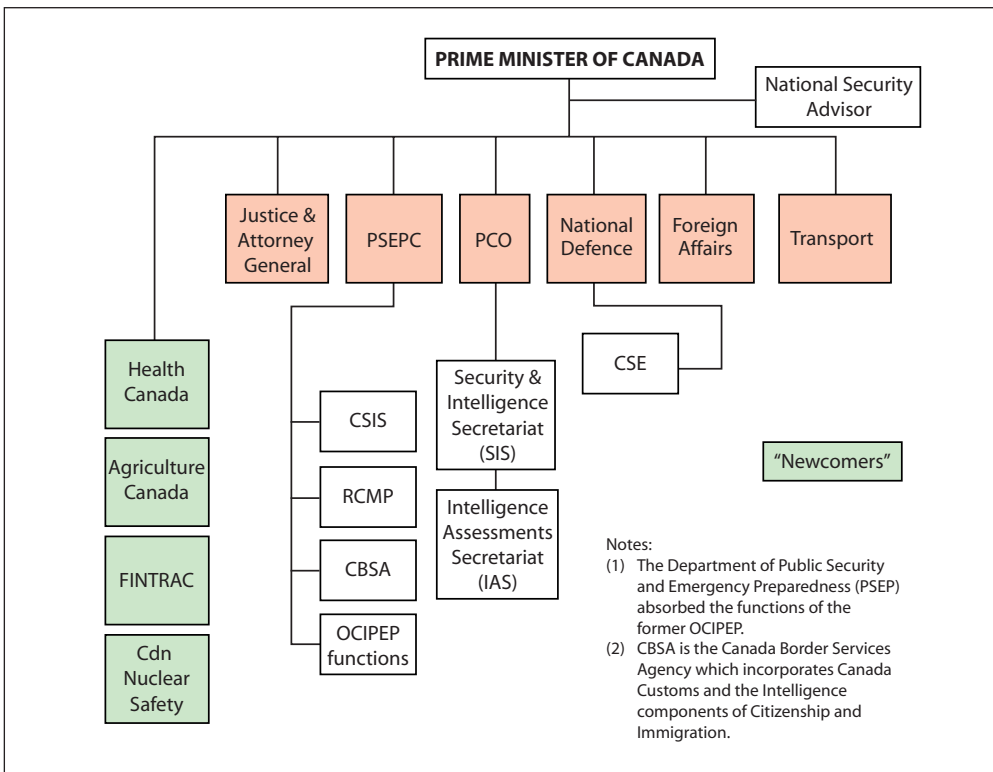 PRIME MINISTER OF CANADA
National Security
Advisor
Justice &
Attorney
General
PSEPC
PCO
National
Defence
Foreign
Affairs
Transport
Health
Canada
Agriculture
Canada
FINTRAC
Cdn
Nuclear
Safety
CSIS
RCMP
CBSA
OCIPEP
functions
Security &
Intelligence
Secretariat
(SIS)
Intelligence
Assessments
Secretariat
(IAS)
CSE
“Newcomers”
Notes:
(1) The Department of Public Security
and Emergency Preparedness (PSEP)
absorbed the functions of the
former OCIPEP.
(2) CBSA is the Canada Border Services
Agency which incorporates Canada
Customs and the Intelligence
components of Citizenship and
Immigration.